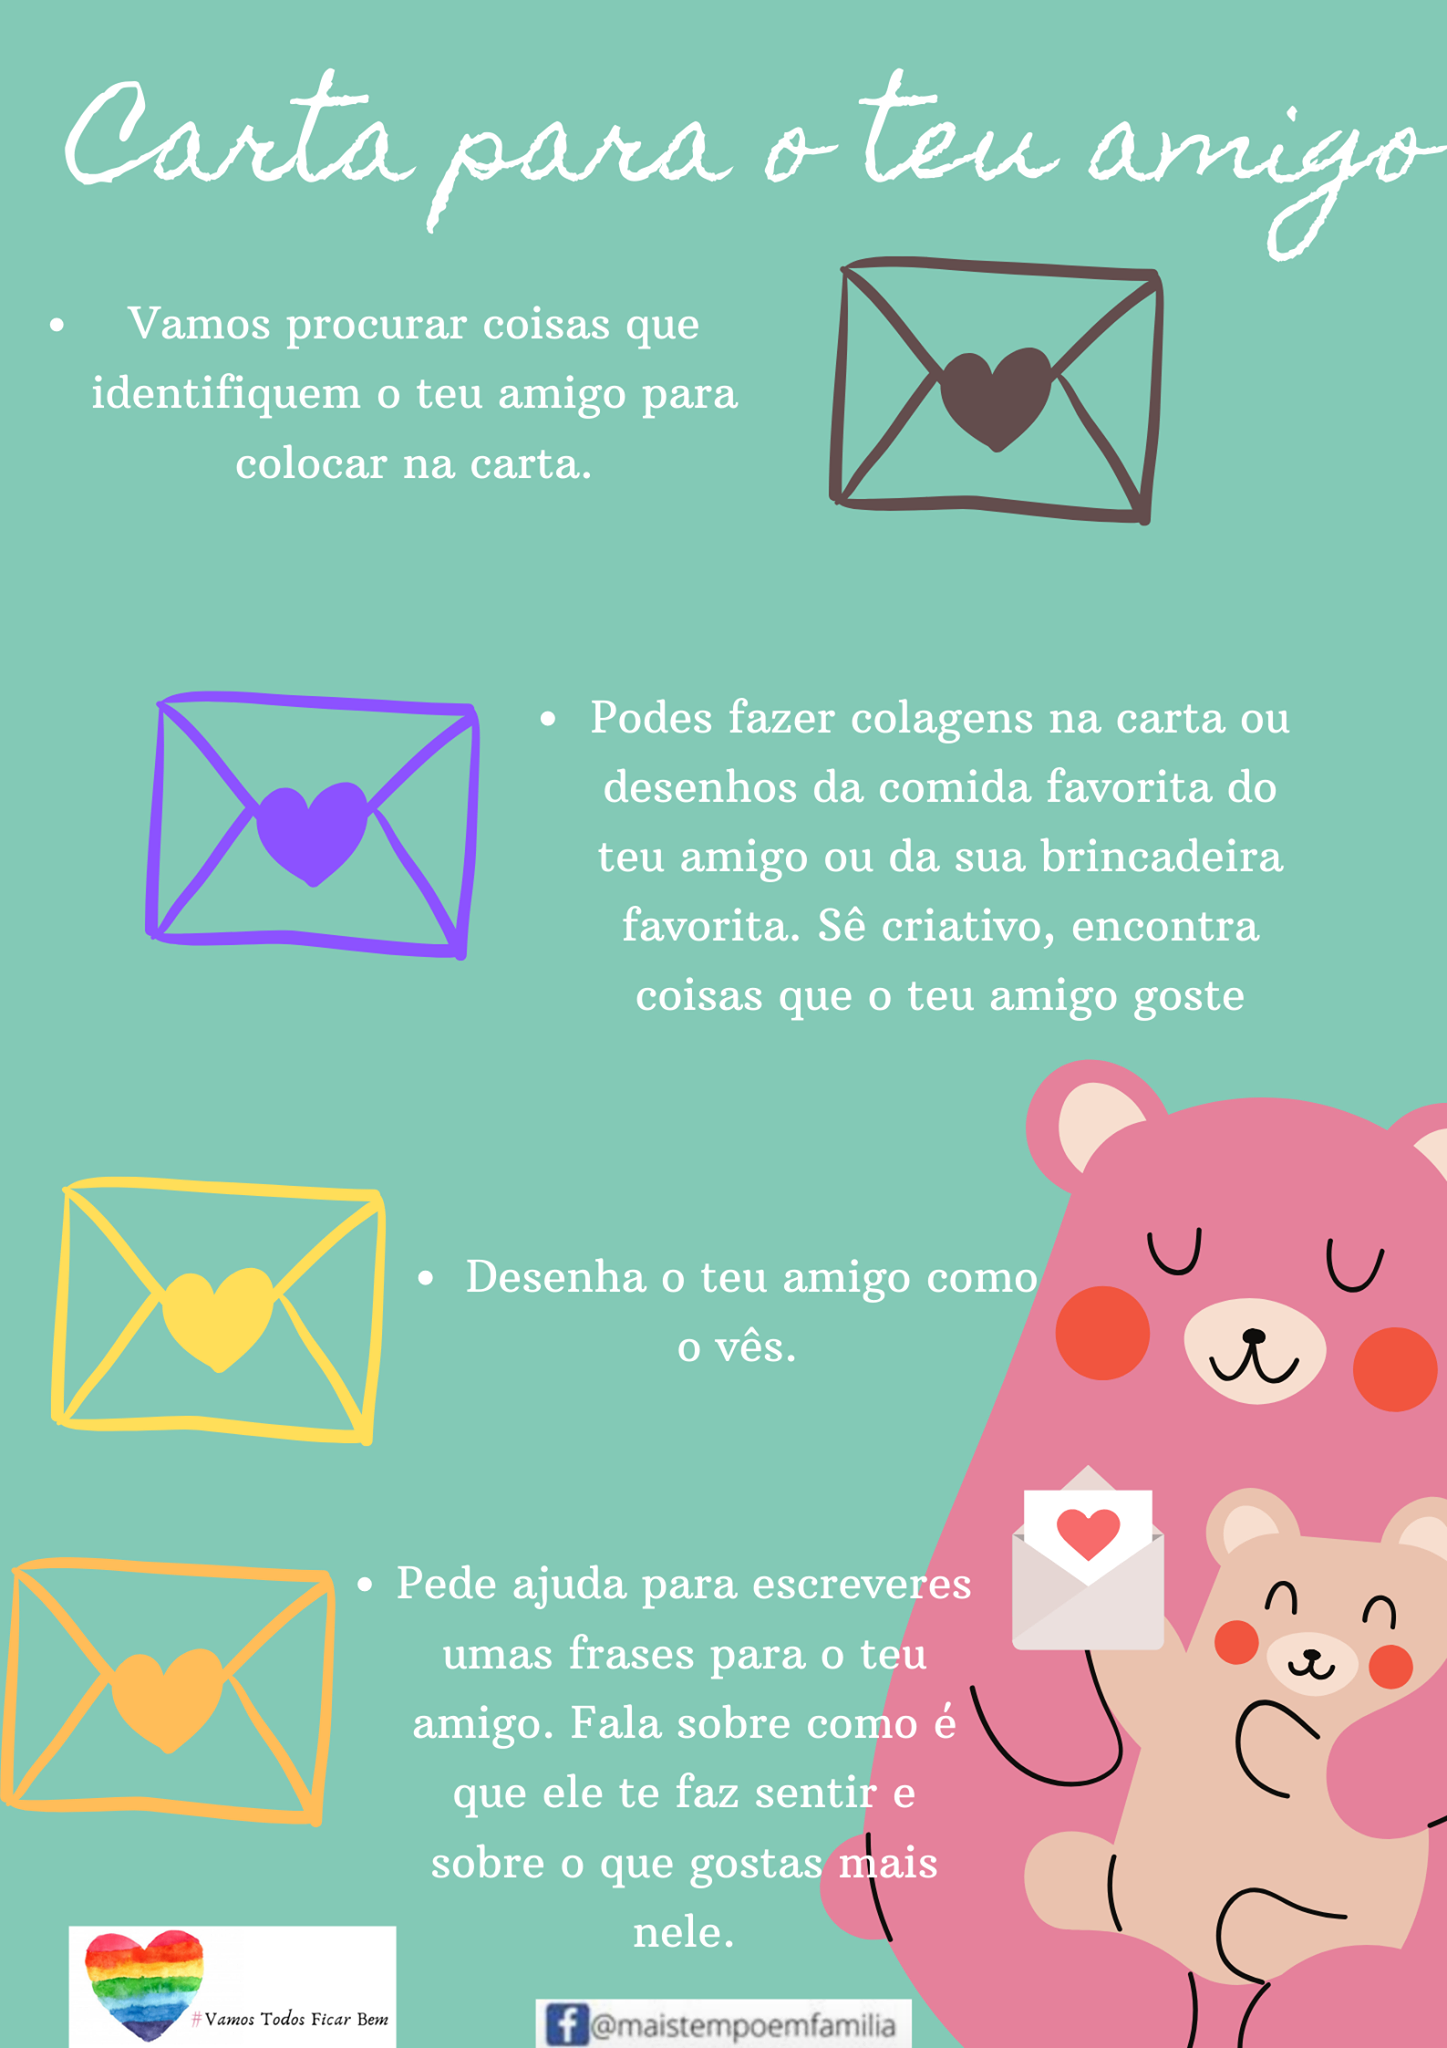 Carta para o teu amigo
• Vamos procurar coisas que
identifiquem o teu amigo para
colocar na carta.
• Podes fazer colagens na carta ou
desenhos da comida favorita do
teu amigo ou da sua brincadeira
favorita. Sê criativo, encontra
coisas que o teu amigo goste
• Desenha o teu amigo como
o vês.
• Pede ajuda para escreveres
umas frases para o teu
amigo. Fala sobre como é
que ele te faz sentir e
sobre o que gostas mais
nele.
#Vamos Todos Ficar Bem
f @maistempoemfamilia